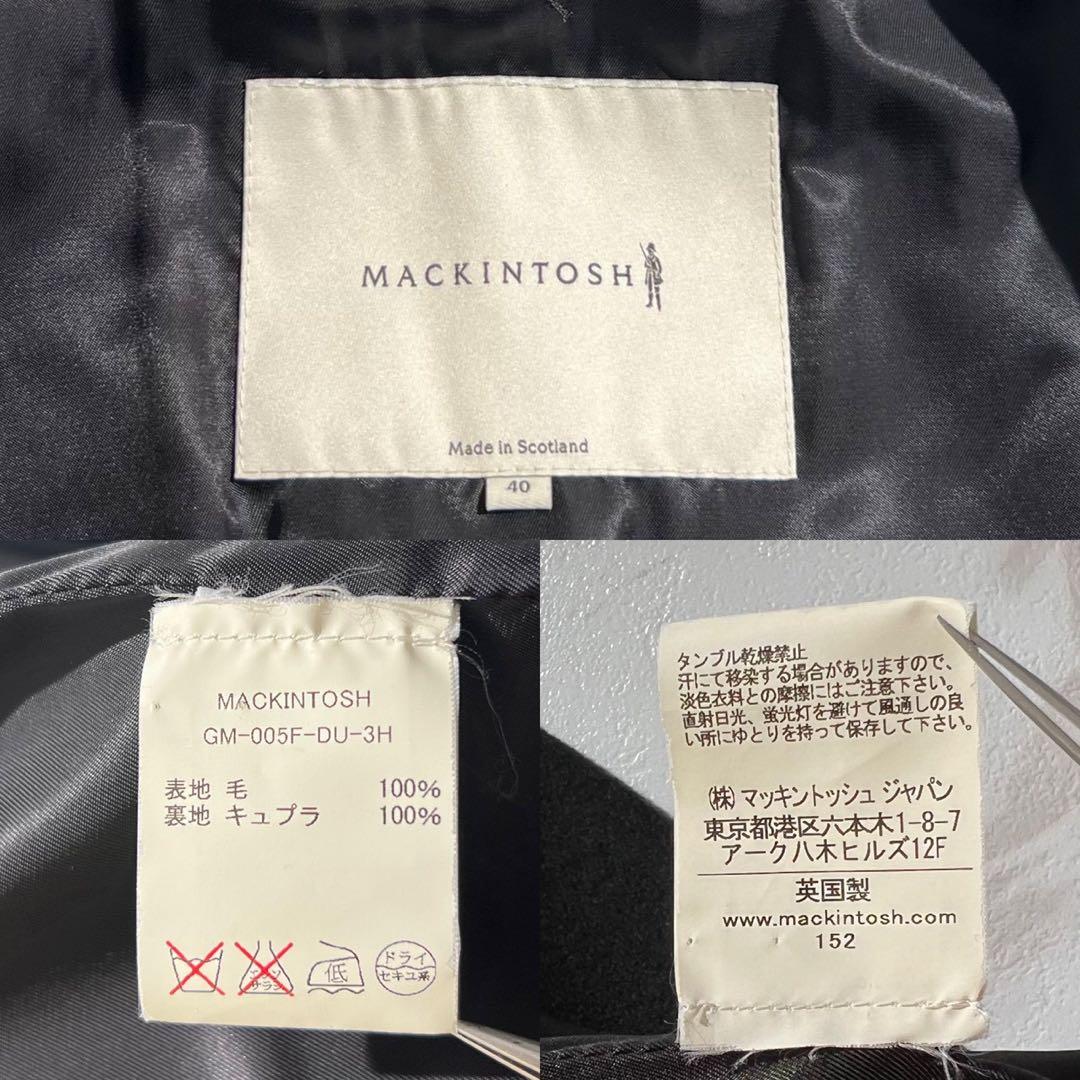 MACKINTOSH
Made in Scotland
40
MACKINTOSH
GM-005F-DU-3H
表地 毛 100%
裏地 キュプラ 100%
エンソ
サラシ
低
ドライ
セキユ系
タンブル乾燥禁止
汗にて移染する場合がありますので、
淡色衣料との摩擦にはご注意下さい。
直射日光、蛍光灯を避けて風通しの良
い所にゆとりを持って保存して下さい。
(株)マッキントッシュ ジャパン
東京都港区六本木1-8-7
アーク八木ヒルズ12F
英国製
www.mackintosh.com
152